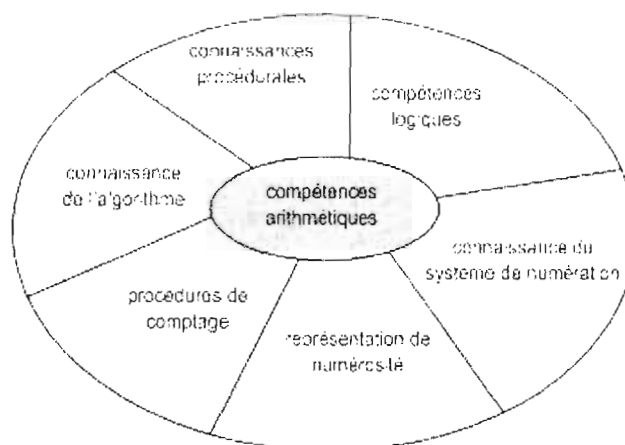 connaissances
procédurales
compétences
logiques
connaissance
de l'algorithme
compétences
arithmétiques
connaissance du
système de numération
procédures de
comptage
représentation de
numérosité